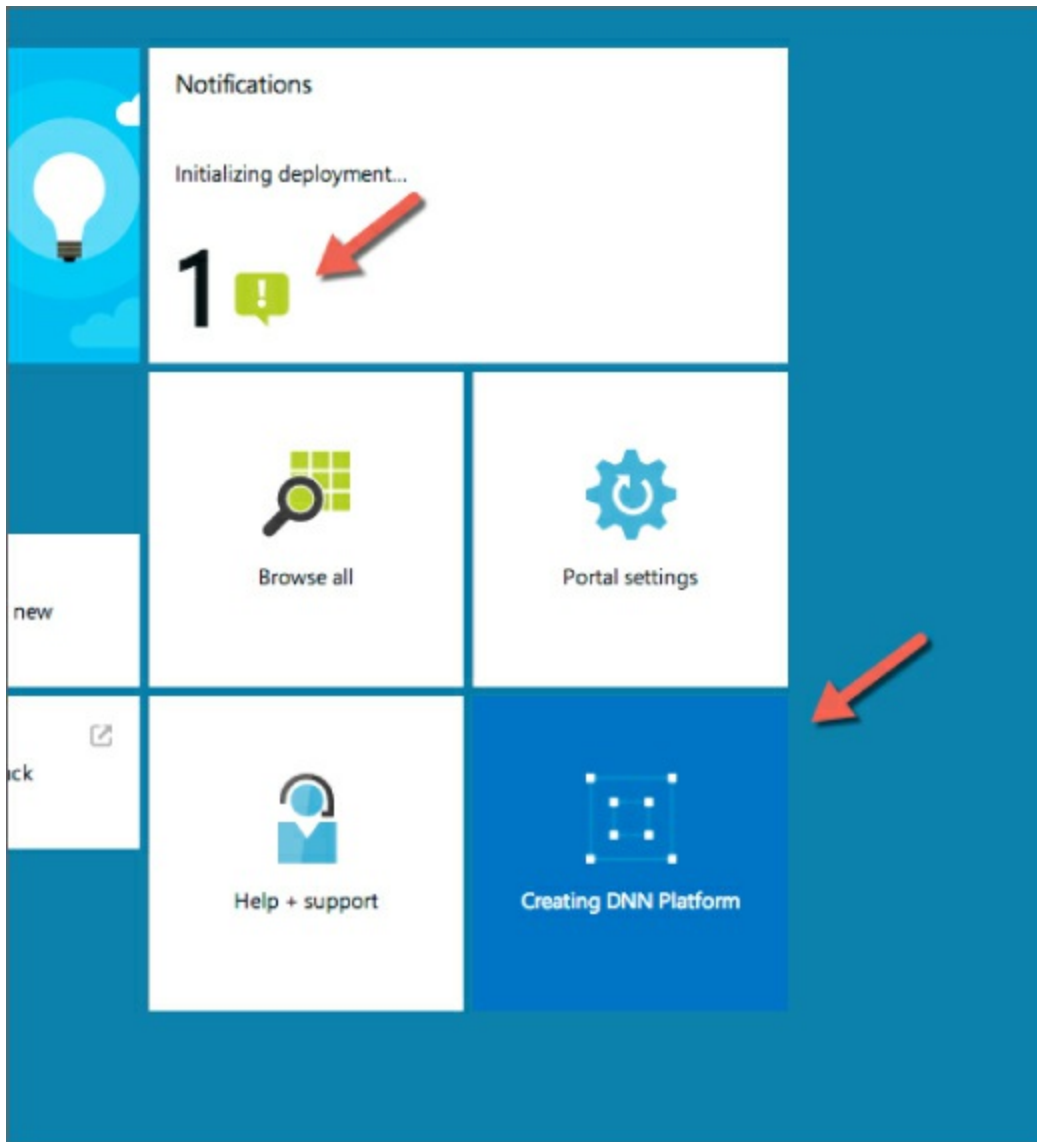 Notifications
Initializing deployment...
1
Browse all
Portal settings
new
Help + support
Creating DNN Platform